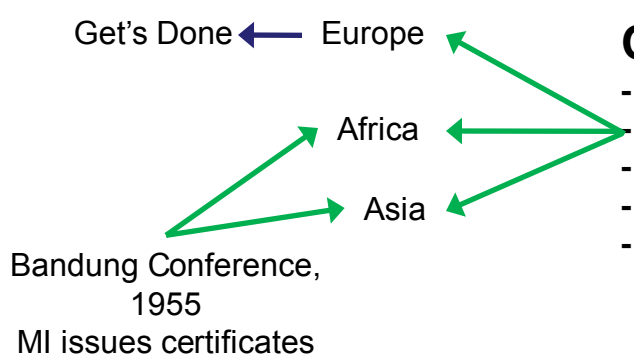 Get's Done
Europe
Africa
Asia
Bandung Conference,
1955
MI issues certificates
-
-
-
-
-